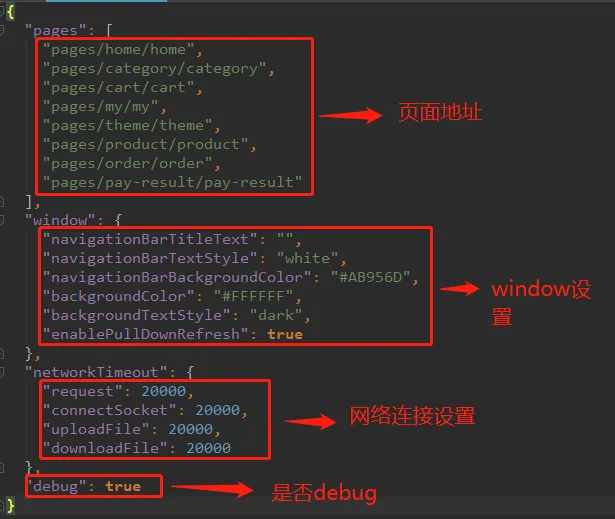 {
"pages": [
"pages/home/home",
"pages/category/category",
"pages/cart/cart",
"pages/my/my",
"pages/theme/theme",
"pages/product/product",
"pages/order/order",
"pages/pay-result/pay-result"
页面地址
],
"window": {
"navigationBarTitleText": "",
"navigationBarTextStyle": "white",
"navigationBarBackgroundColor": "#AB956D",
"backgroundColor": "#FFFFFF",
"backgroundTextStyle": "dark",
"enablePullDownRefresh": true
window设
置
},
"networkTimeout": {
"request": 20000,
"connectSocket": 20000,
"uploadFile": 20000,
"downloadFile": 20000
网络连接设置
},
"debug": true
是否debug
}